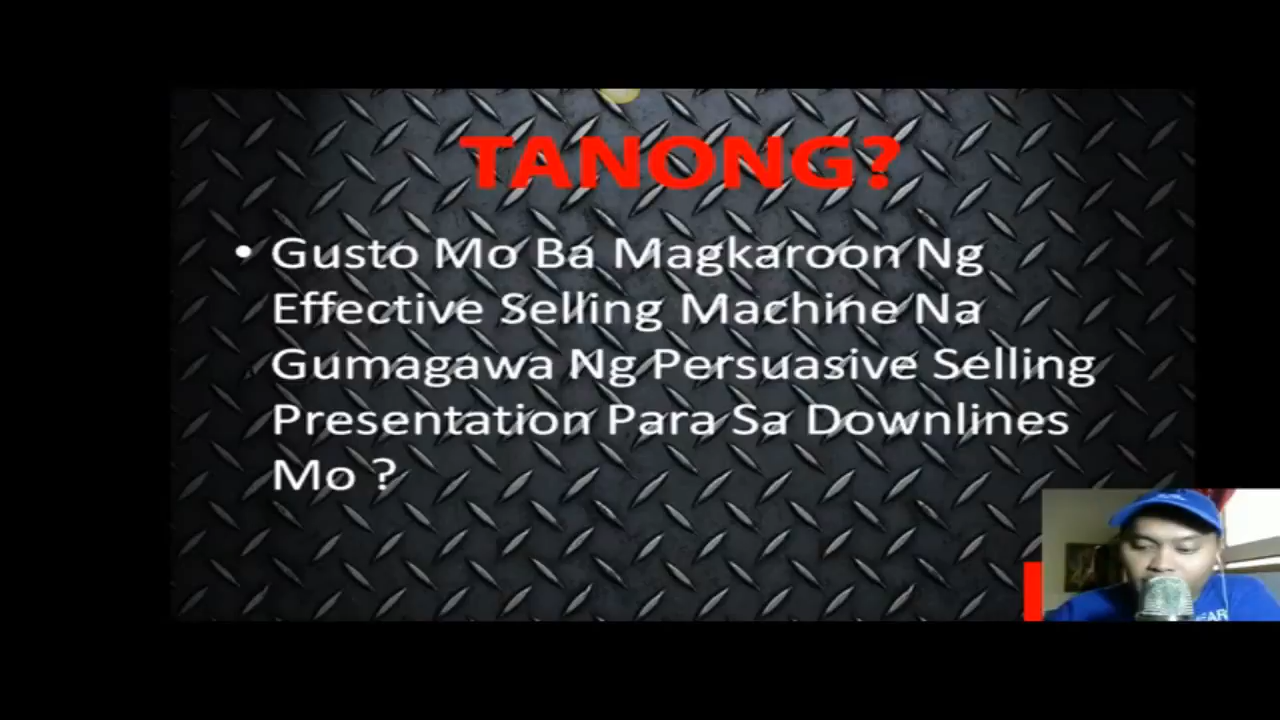 TANONG?
• Gusto Mo Ba Magkaroon Ng
Effective Selling Machine Na
Gumagawa Ng Persuasive Selling
Presentation Para Sa Downlines
Mo ?